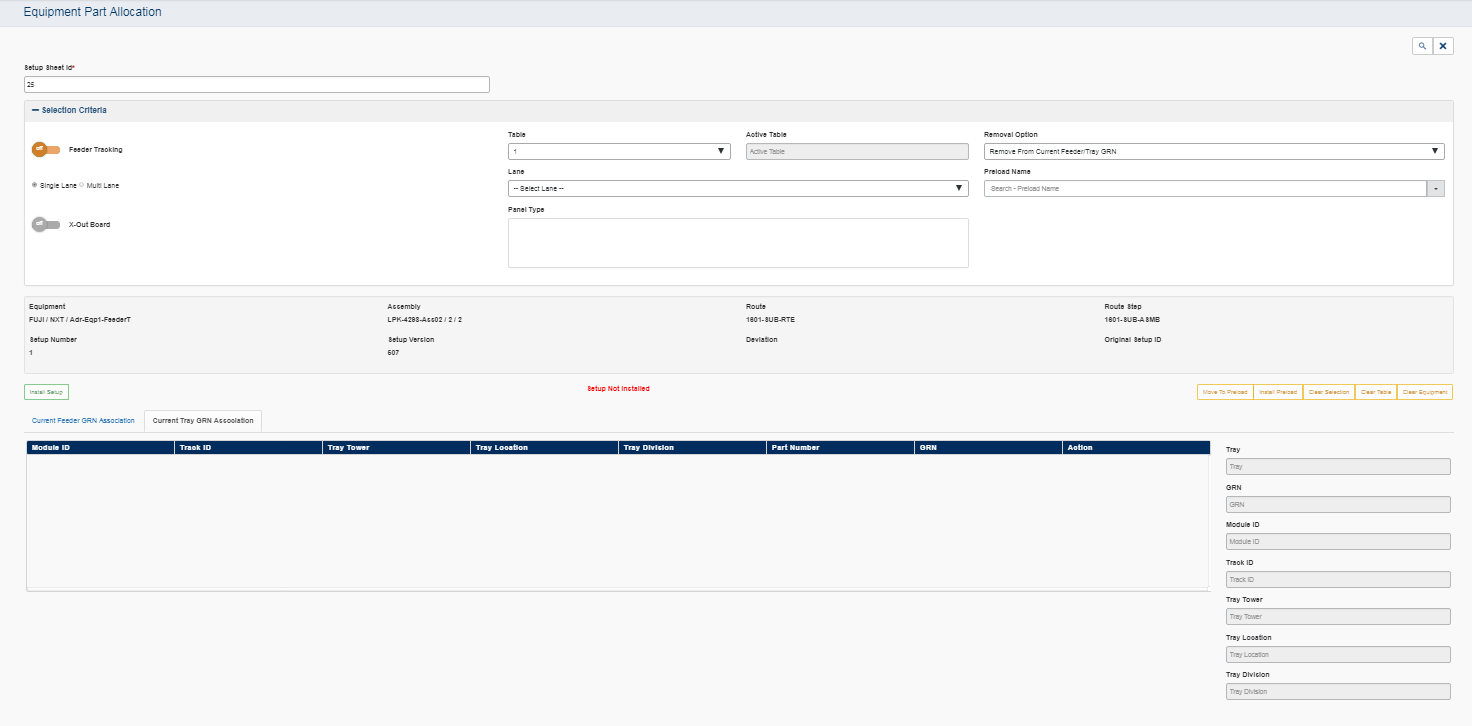 Equipment Part Allocation
Setup Sheet Id*
25
Selection Criteria
off Feeder Tracking
Single Lane Multi Lane
off X-Out Board
Table
1
Active Table
Active Table
Removal Option
Remove From Current Feeder/Tray GRN
Lane
-- Select Lane --
Preload Name
Search - Preload Name
Panel Type
Equipment Assembly Route Route Step
FUJI / NXT / Adr-Eqp1-FeederT LPK-4298-Ass02 / 2 / 2 1601-SUB-RTE 1601-SUB-ASMB
Setup Number Setup Version Deviation Original Setup ID
1 607
Install Setup Setup Not Installed Move To Preload Install Preload Clear Selection Clear Table Clear Equipment
Current Feeder GRN Association Current Tray GRN Association
Module ID Track ID Tray Tower Tray Location Tray Division Part Number GRN Action
Tray
Tray
GRN
GRN
Module ID
Module ID
Track ID
Track ID
Tray Tower
Tray Tower
Tray Location
Tray Location
Tray Division
Tray Division